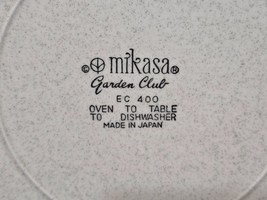 © mikasa®
Garden Club
EC 400
OVEN TO TABLE
TO DISHWASHER
MADE IN JAPAN